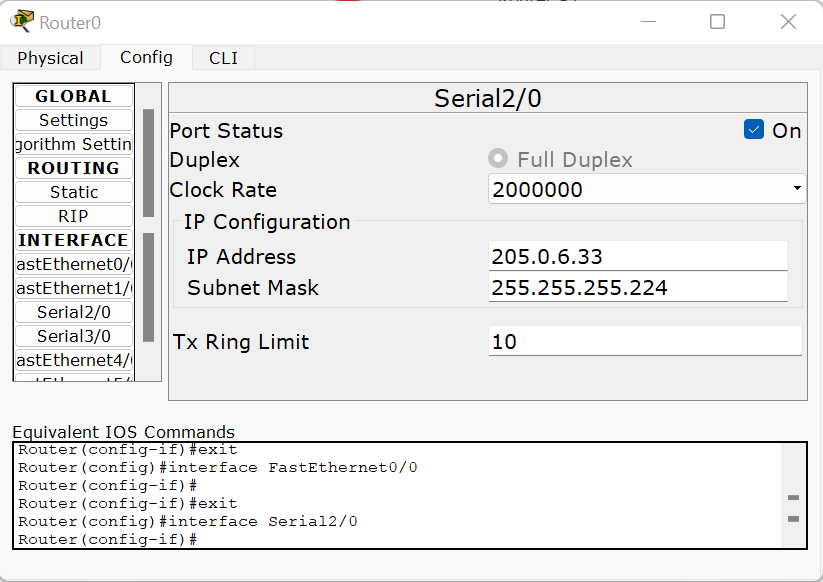 Router0
Physical Config CLI
GLOBAL
Settings
gorithm Settin
ROUTING
Static
RIP
INTERFACE
astEthernet0/
astEthernet1/
Serial2/0
Serial3/0
astEthernet4/
Serial2/0
Port Status On
Duplex Full Duplex
Clock Rate 2000000
IP Configuration
IP Address 205.0.6.33
Subnet Mask 255.255.255.224
Tx Ring Limit 10
Equivalent IOS Commands
Router(config-if)#exit
Router(config)#interface FastEthernet0/0
Router(config-if)#
Router(config-if)#exit
Router(config)#interface Serial2/0
Router(config-if)#